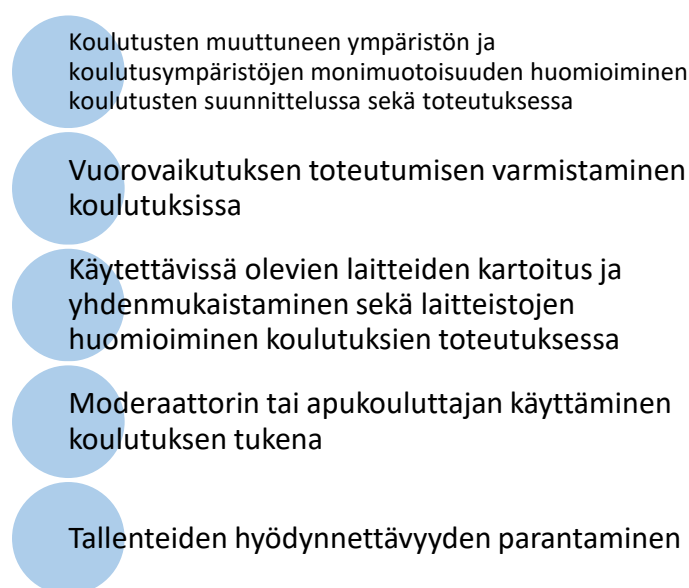 Koulutusten muuttuneen ympäristön ja
koulutusympäristöjen monimuotoisuuden huomioiminen
koulutusten suunnittelussa sekä toteutuksessa
Vuorovaikutuksen toteutumisen varmistaminen
koulutuksissa
Käytettävissä olevien laitteiden kartoitus ja
yhdenmukaistaminen sekä laitteistojen
huomioiminen koulutuksien toteutuksessa
Moderaattorin tai apukouluttajan käyttäminen
koulutuksen tukena
Tallenteiden hyödynnettävyyden parantaminen